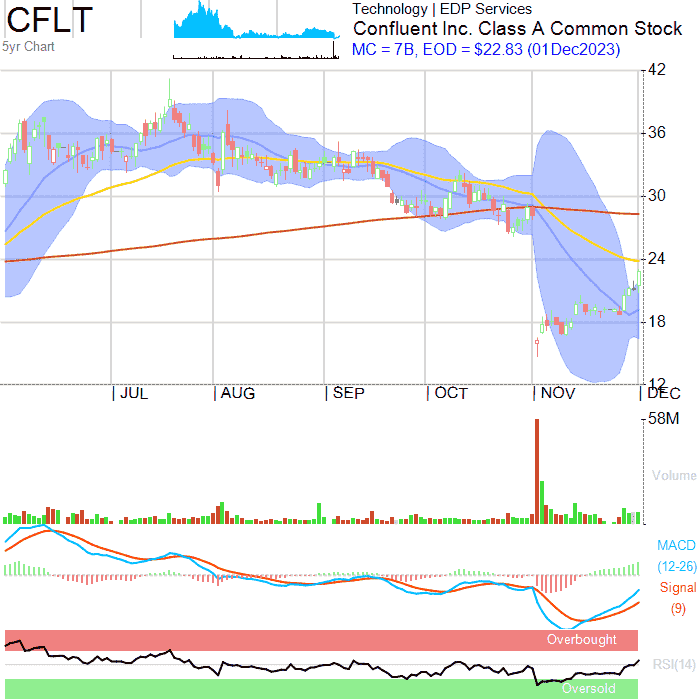 CFLT
5yr Chart
Technology | EDP Services
Confluent Inc. Class A Common Stock
MC = 7B, EOD = $22.83 (01Dec2023)
42
36
30
24
18
12
JUL
AUG
SEP
OCT
NOV
DEC
58M
Volume
MACD
(12-26)
Signal
(9)
Overbought
RSI(14)
Oversold